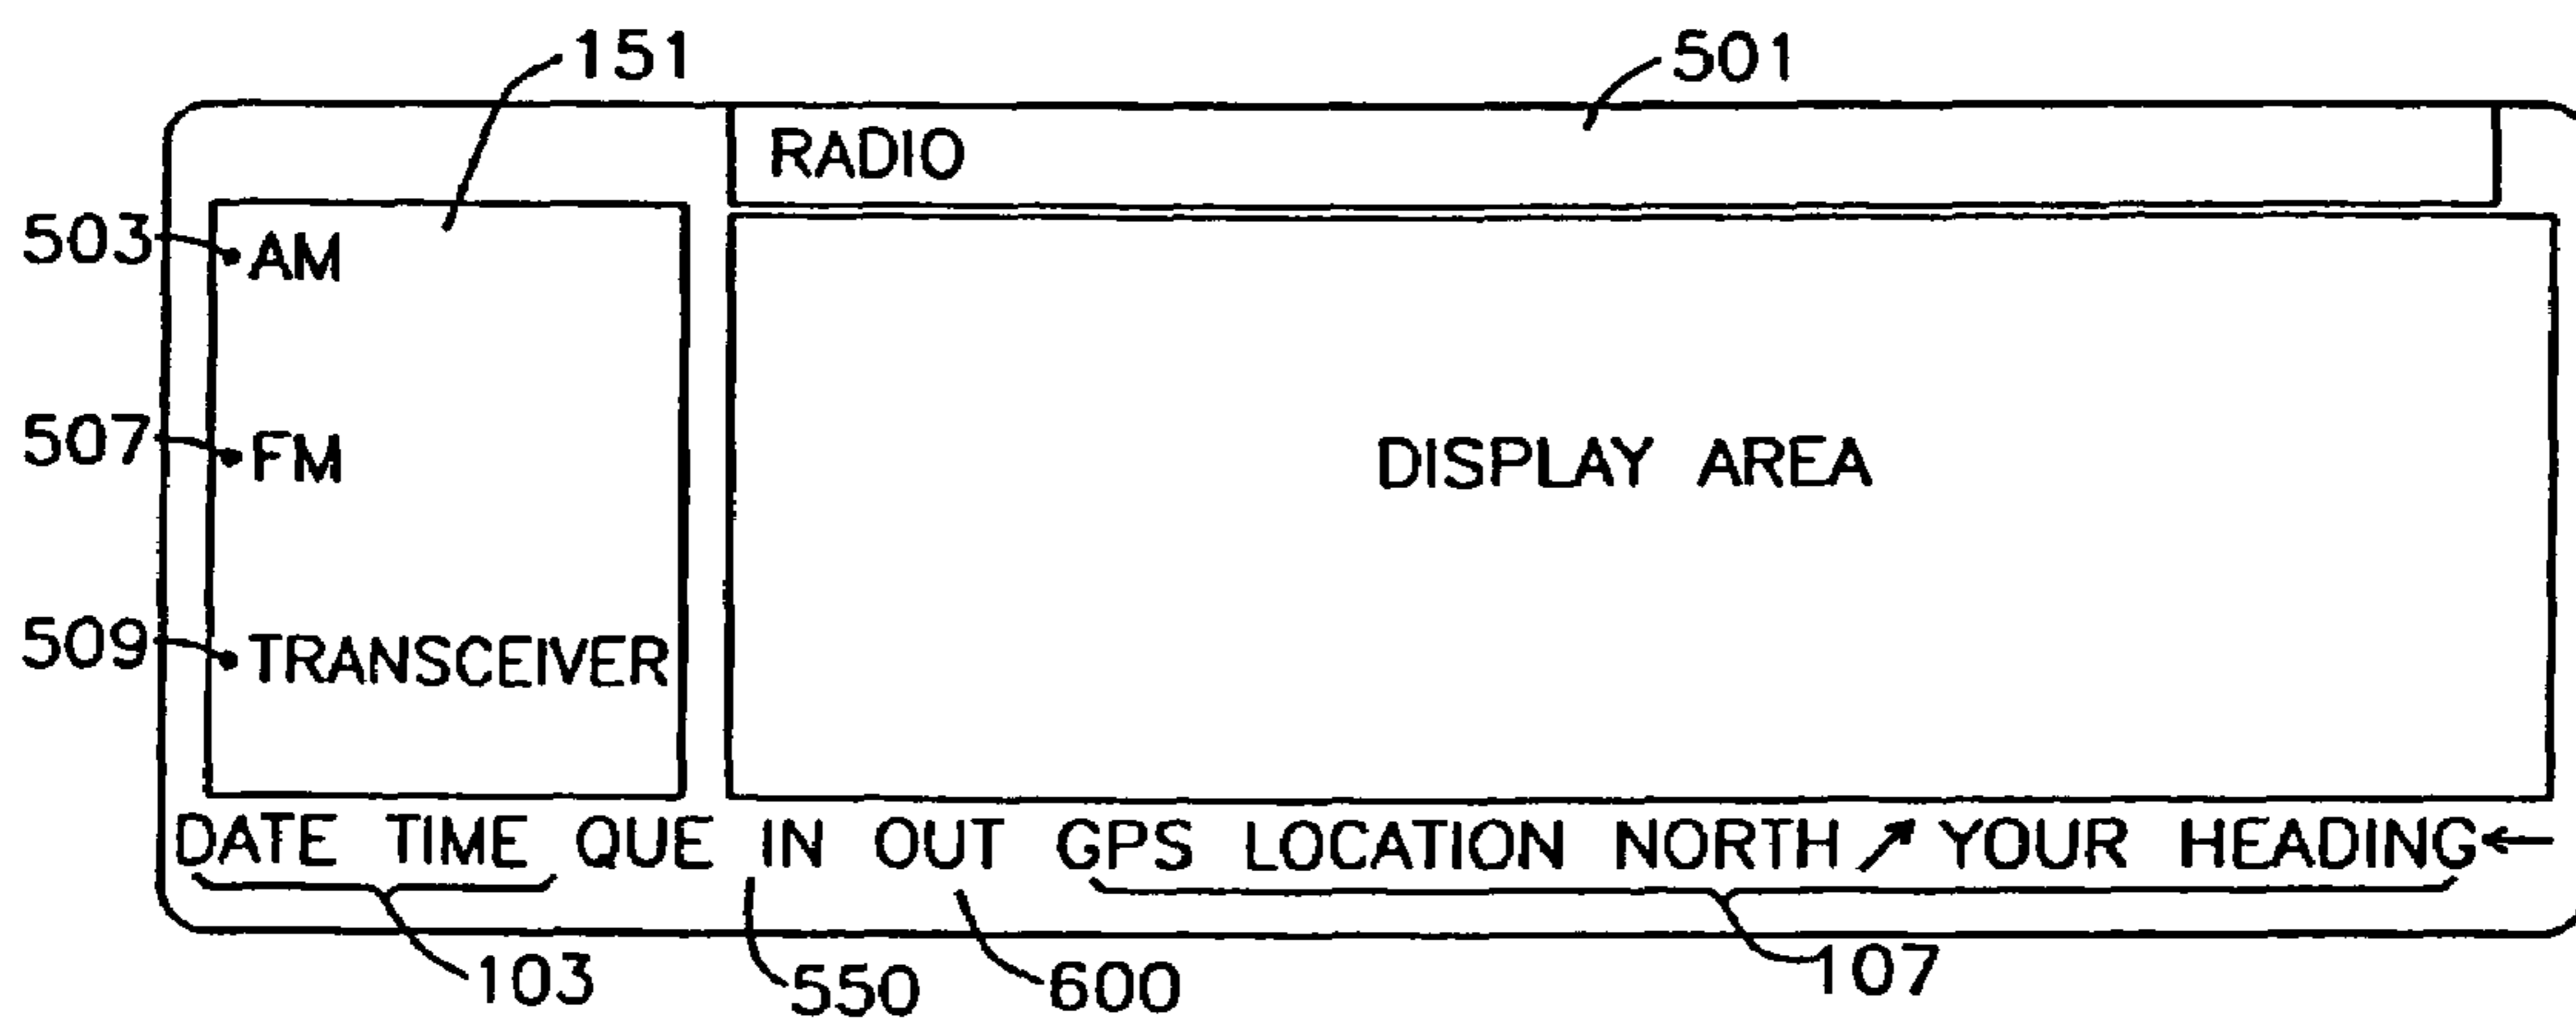 151
501
RADIO
503 AM
507 FM
DISPLAY AREA
509 TRANSCEIVER
DATE TIME QUE IN OUT GPS LOCATION NORTH ↗ YOUR HEADING ←
103 550 600 107